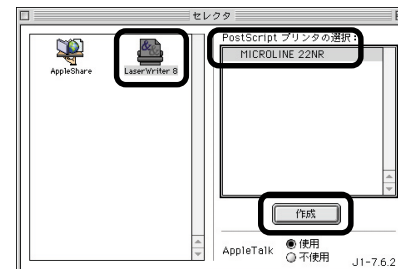 セレクタ
AppleShare
LaserWriter 8
PostScript プリンタの選択:
MICROLINE 22NR
作成
AppleTalk
使用
不使用
J1-7.6.2